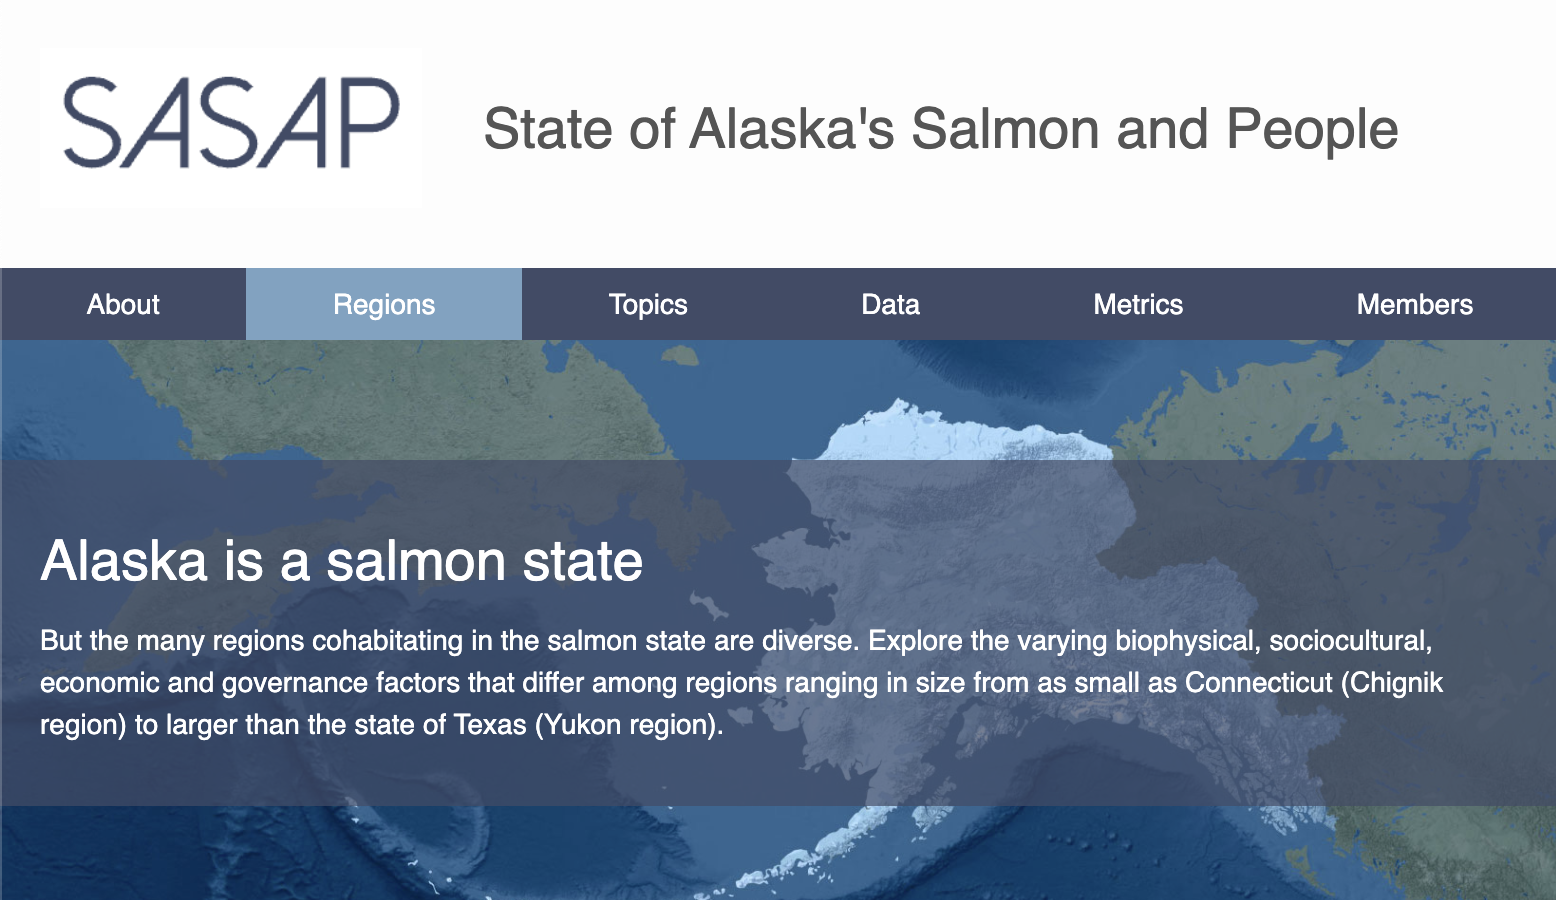 SASAP
State of Alaska's Salmon and People
About
Regions
Topics
Data
Metrics
Members
Alaska is a salmon state
But the many regions cohabitating in the salmon state are diverse. Explore the varying biophysical, sociocultural,
economic and governance factors that differ among regions ranging in size from as small as Connecticut (Chignik
region) to larger than the state of Texas (Yukon region).